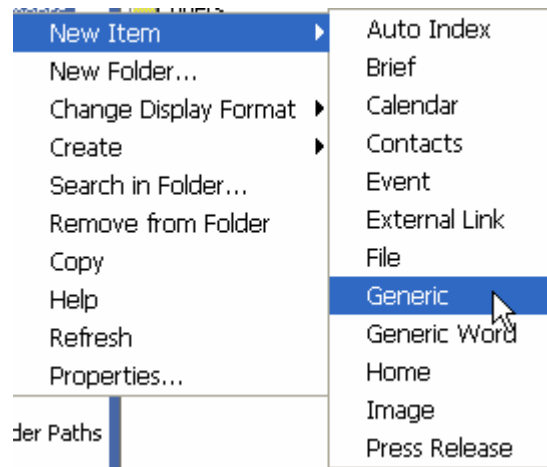 New Item
New Folder...
Change Display Format
Create
Search in Folder...
Remove from Folder
Copy
Help
Refresh
Properties...
der Paths
Auto Index
Brief
Calendar
Contacts
Event
External Link
File
Generic
Generic Word
Home
Image
Press Release